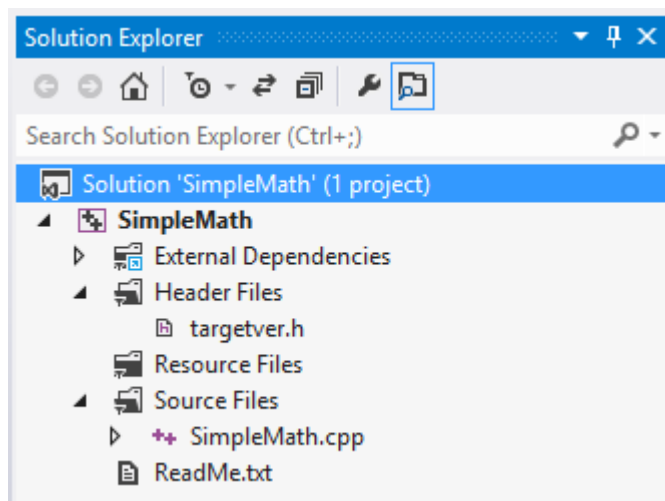 Solution Explorer
Search Solution Explorer (Ctrl+;)
Solution 'SimpleMath' (1 project)
SimpleMath
External Dependencies
Header Files
targetver.h
Resource Files
Source Files
SimpleMath.cpp
ReadMe.txt